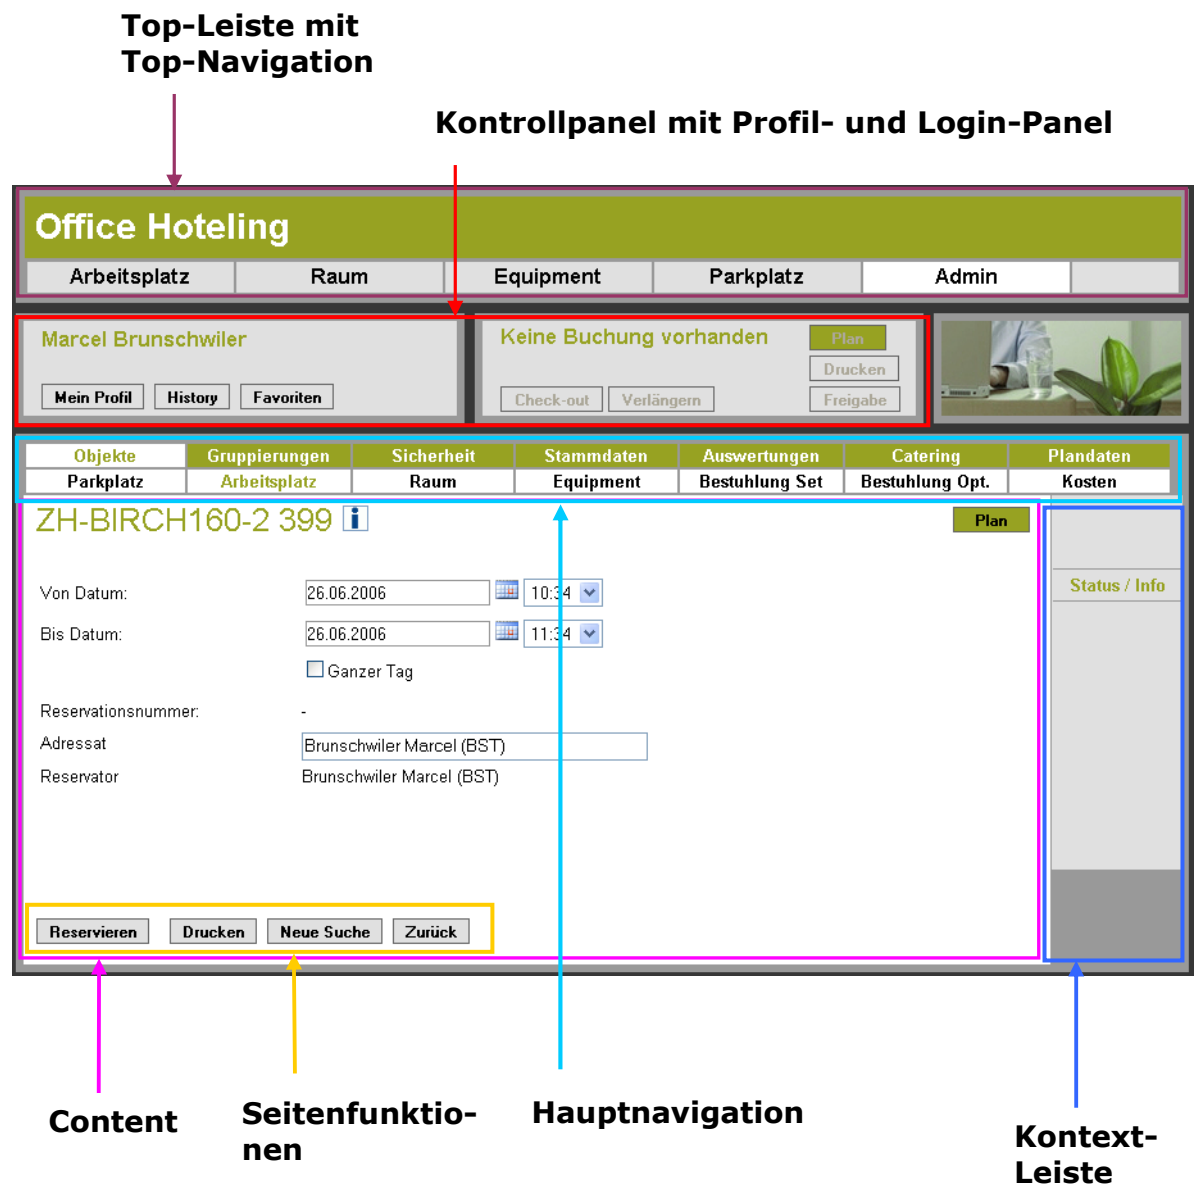 Top-Leiste mit
Top-Navigation
Kontrollpanel mit Profil- und Login-Panel
Office Hoteling
Arbeitsplatz Raum Equipment Parkplatz Admin
Marcel Brunschwiler
Mein Profil History Favoriten
Keine Buchung vorhanden Plan
Drucken
Check-out Verlängern Freigabe
Objekte Gruppierungen Sicherheit Stammdaten Auswertungen Catering Plandaten
Parkplatz Arbeitsplatz Raum Equipment Bestuhlung Set Bestuhlung Opt. Kosten
ZH-BIRCH160-2 399 i Plan
Status / Info
Von Datum: 26.06.2006 10:34
Bis Datum: 26.06.2006 11:34
Ganzer Tag
Reservationsnummer: -
Adressat Brunschwiler Marcel (BST)
Reservator Brunschwiler Marcel (BST)
Reservieren Drucken Neue Suche Zurück
Content
Seitenfunktio-
nen
Hauptnavigation
Kontext-
Leiste